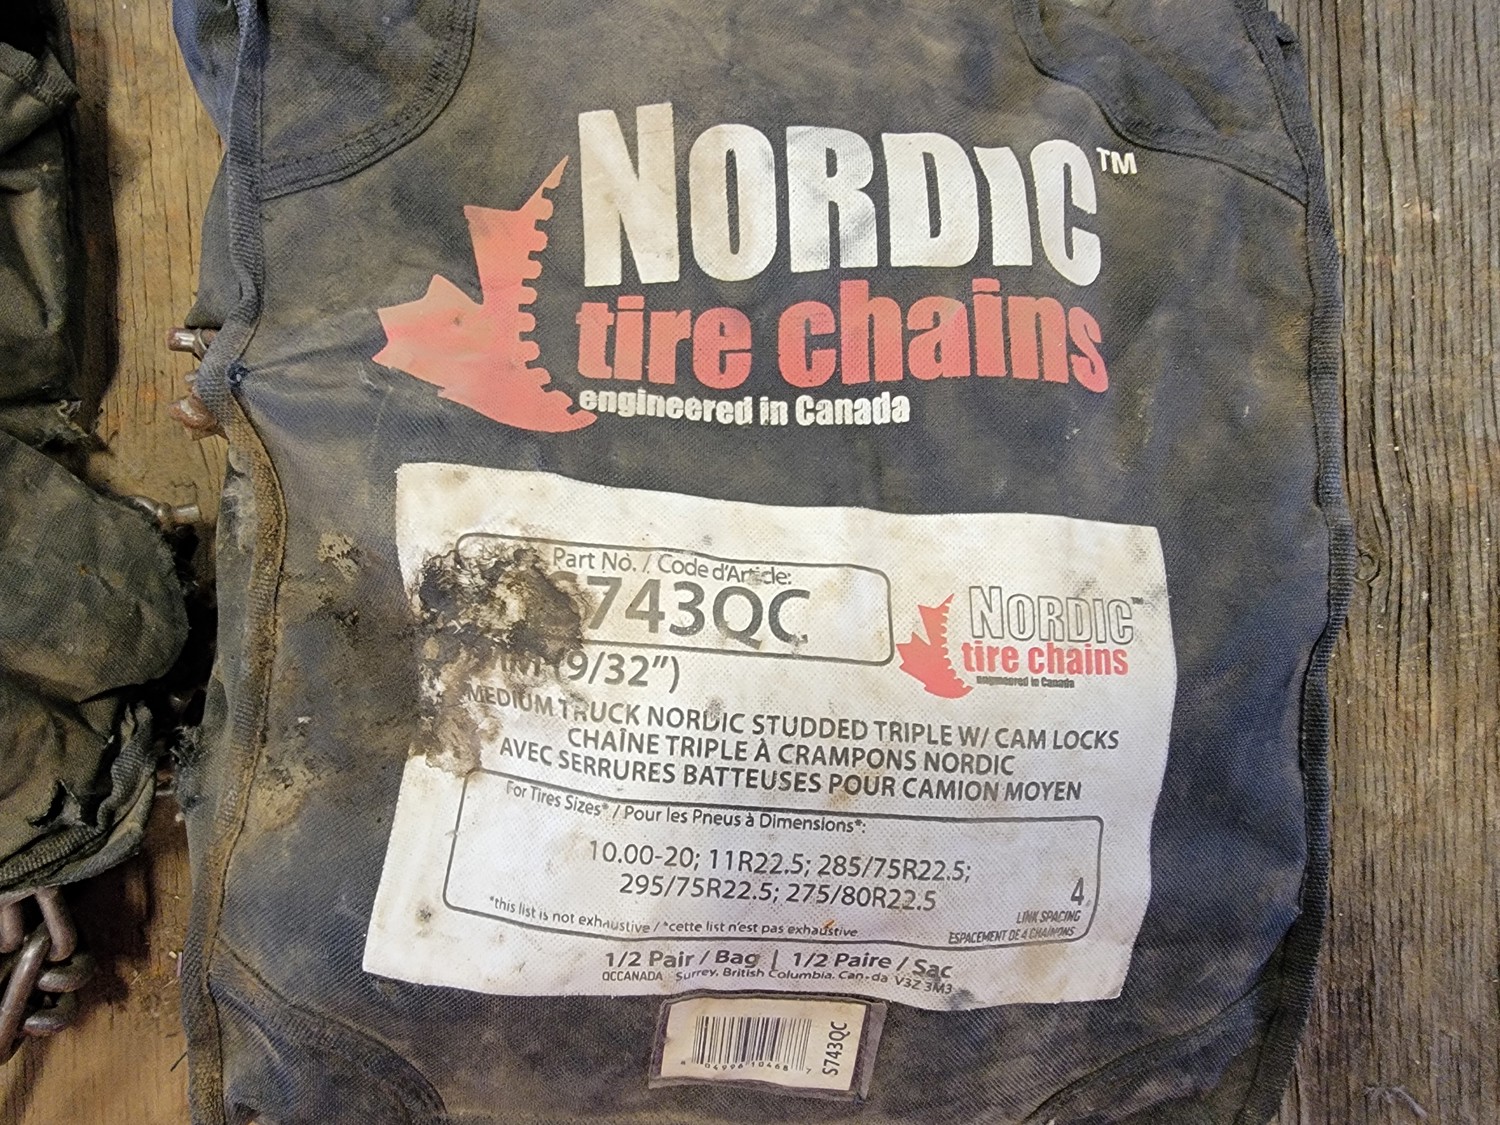 NORDIC™
tire chains
engineered in Canada
Part No. / Code d'Article:
S743QC
(9/32")
NORDIC™
tire chains
engineered in Canada
MEDIUM TRUCK NORDIC STUDDED TRIPLE W/ CAM LOCKS
CHAÎNE TRIPLE À CRAMPONS NORDIC
AVEC SERRURES BATTEUSES POUR CAMION MOYEN
For Tires Sizes* / Pour les Pneus à Dimensions*:
10.00-20; 11R22.5; 285/75R22.5;
295/75R22.5; 275/80R22.5
4
LINK SPACING
ESPACEMENT DE 4 CHAINONS
*this list is not exhaustive / *cette list n'est pas exhaustive
1/2 Pair / Bag | 1/2 Paire / Sac
OCCANADA Surrey, British Columbia. Canada V3Z 3M3
S743QC